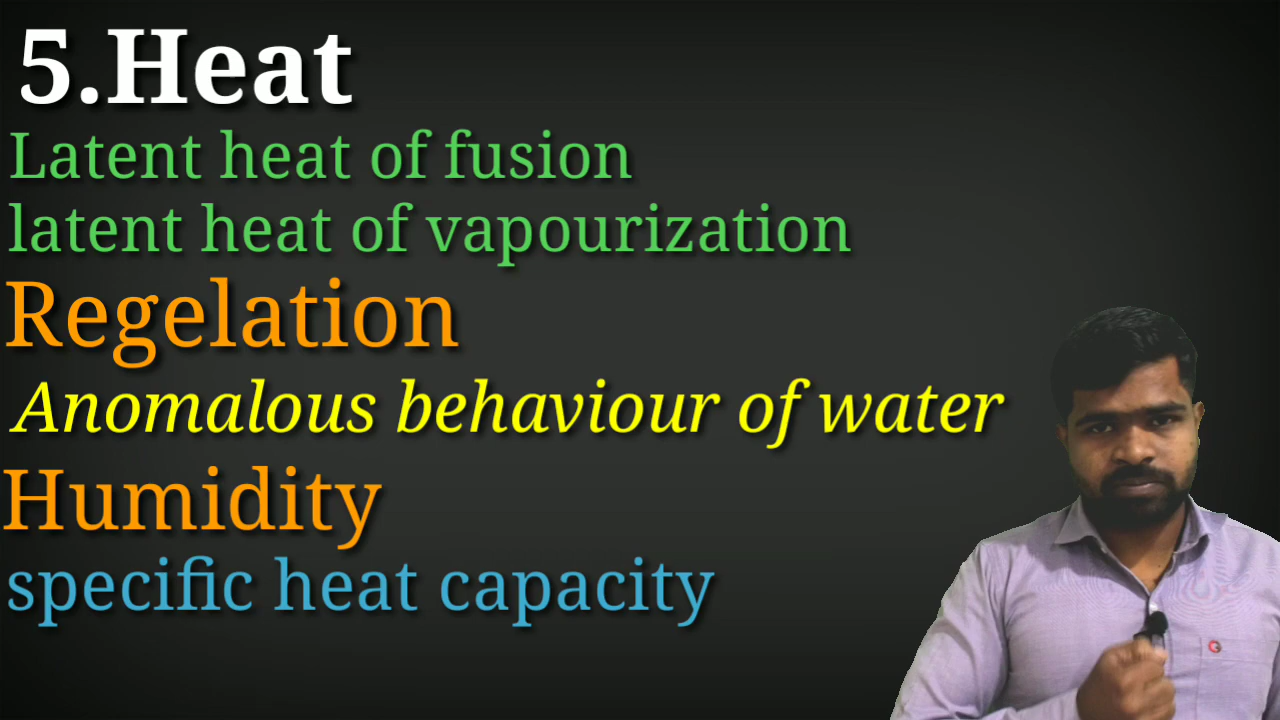 5.Heat
Latent heat of fusion
latent heat of vapourization
Regelation
Anomalous behaviour of water
Humidity
specific heat capacity